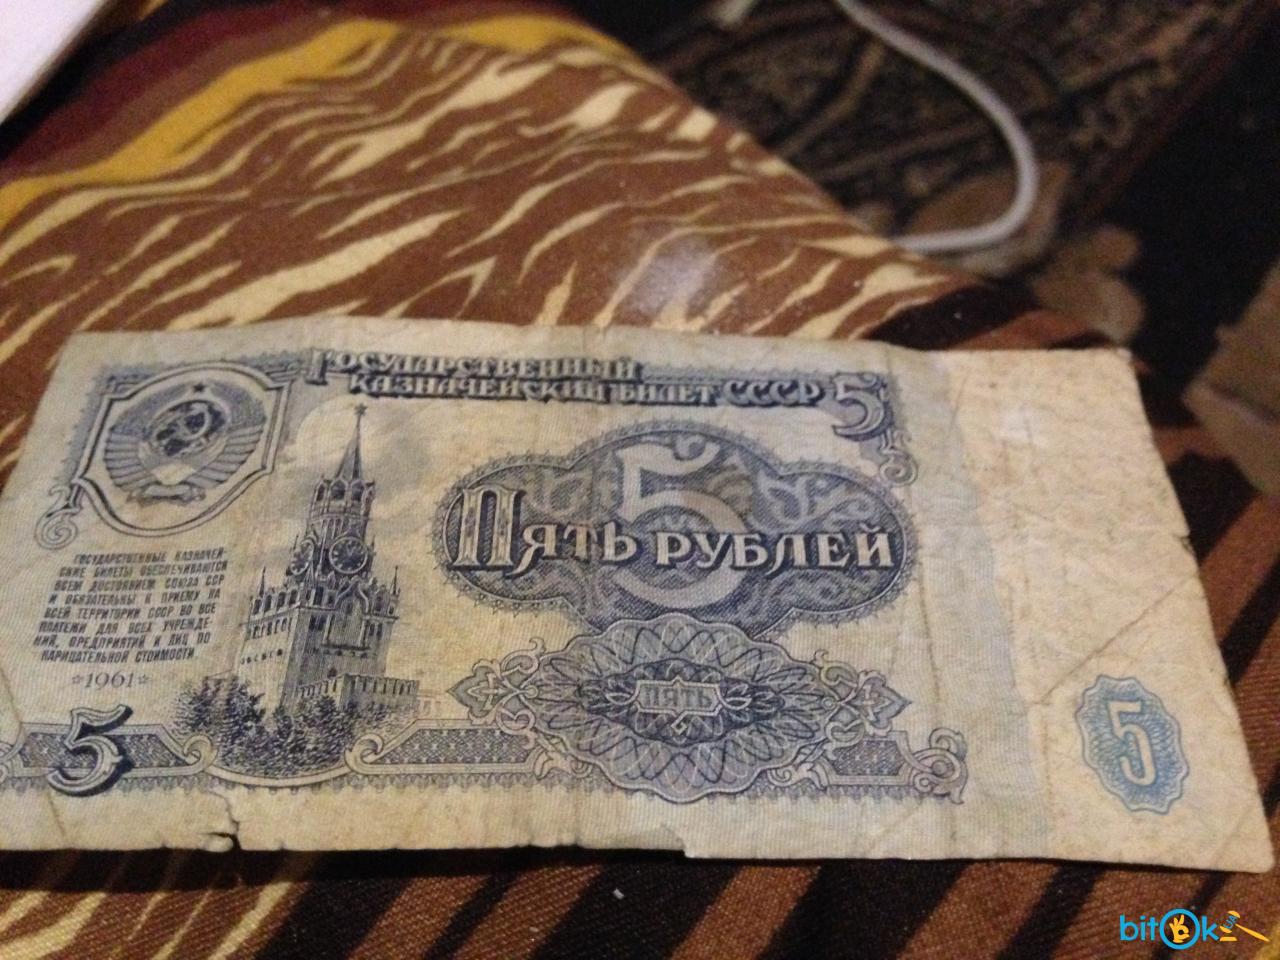 Государственный
казначейский билет СССР 5
5
Пять рублей
5
ГОСУДАРСТВЕННЫЕ КАЗНАЧЕЙ-
СКИЕ БИЛЕТЫ ОБЕСПЕЧИВАЮТСЯ
ВСЕМ ДОСТОЯНИЕМ СОЮЗА ССР
И ОБЯЗАТЕЛЬНЫ К ПРИЕМУ НА
ВСЕЙ ТЕРРИТОРИИ СССР ВО ВСЕ
ПЛАТЕЖИ ДЛЯ ВСЕХ УЧРЕЖДЕ-
НИЙ, ПРЕДПРИЯТИЙ И ЛИЦ ПО
НАРИЦАТЕЛЬНОЙ СТОИМОСТИ
1961
ПЯТЬ
5
5
bitOk